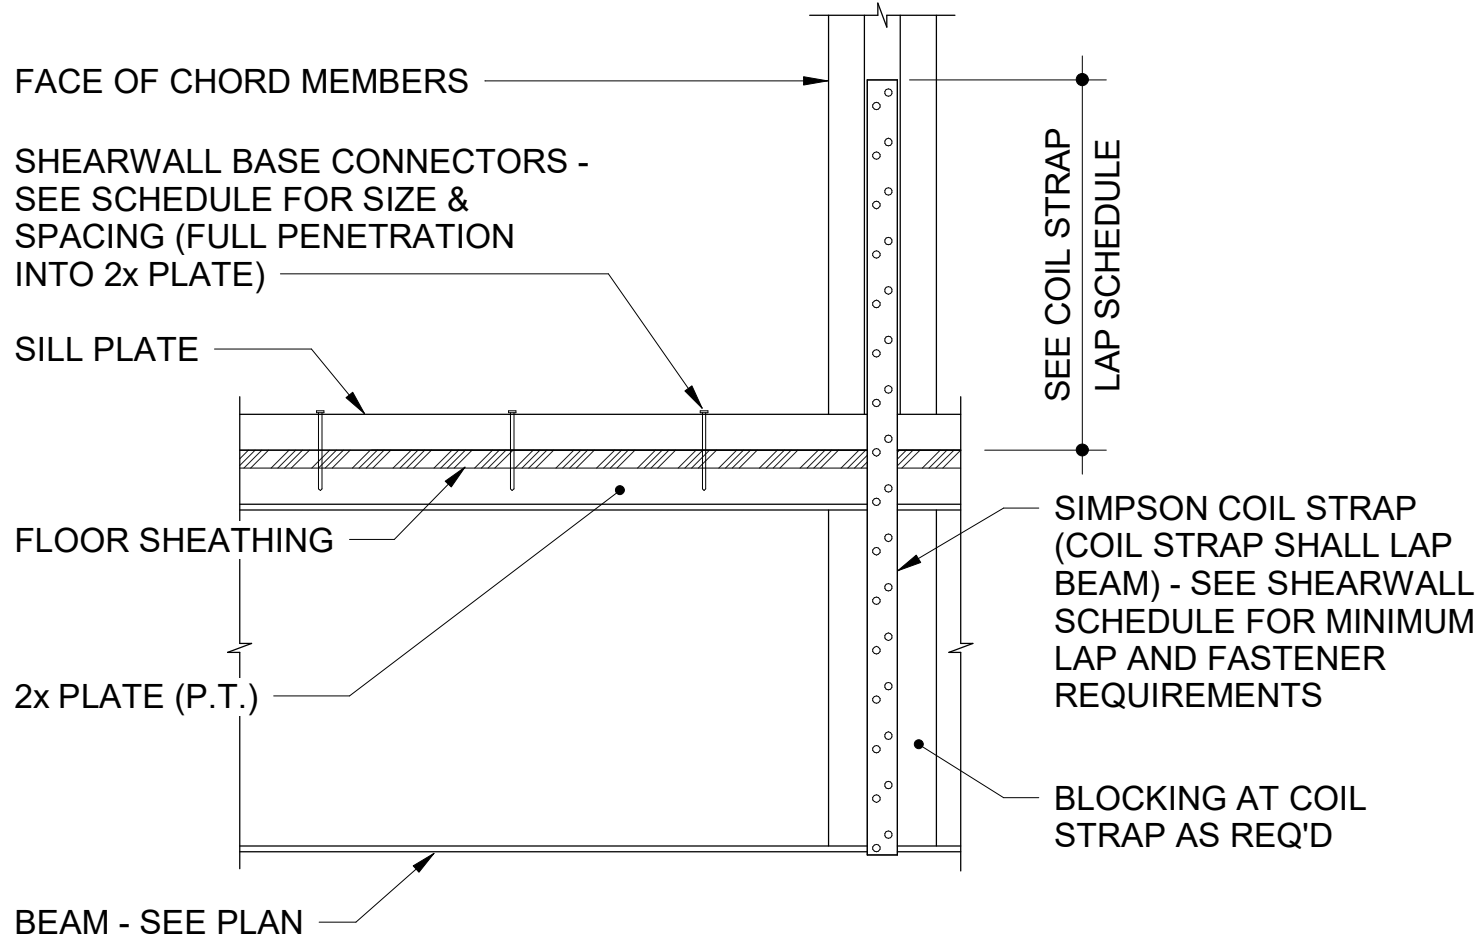 FACE OF CHORD MEMBERS
SHEARWALL BASE CONNECTORS -
SEE SCHEDULE FOR SIZE &
SPACING (FULL PENETRATION
INTO 2x PLATE)
SILL PLATE
FLOOR SHEATHING
2x PLATE (P.T.)
BEAM - SEE PLAN
SEE COIL STRAP
LAP SCHEDULE
SIMPSON COIL STRAP
(COIL STRAP SHALL LAP
BEAM) - SEE SHEARWALL
SCHEDULE FOR MINIMUM
LAP AND FASTENER
REQUIREMENTS
BLOCKING AT COIL
STRAP AS REQ'D